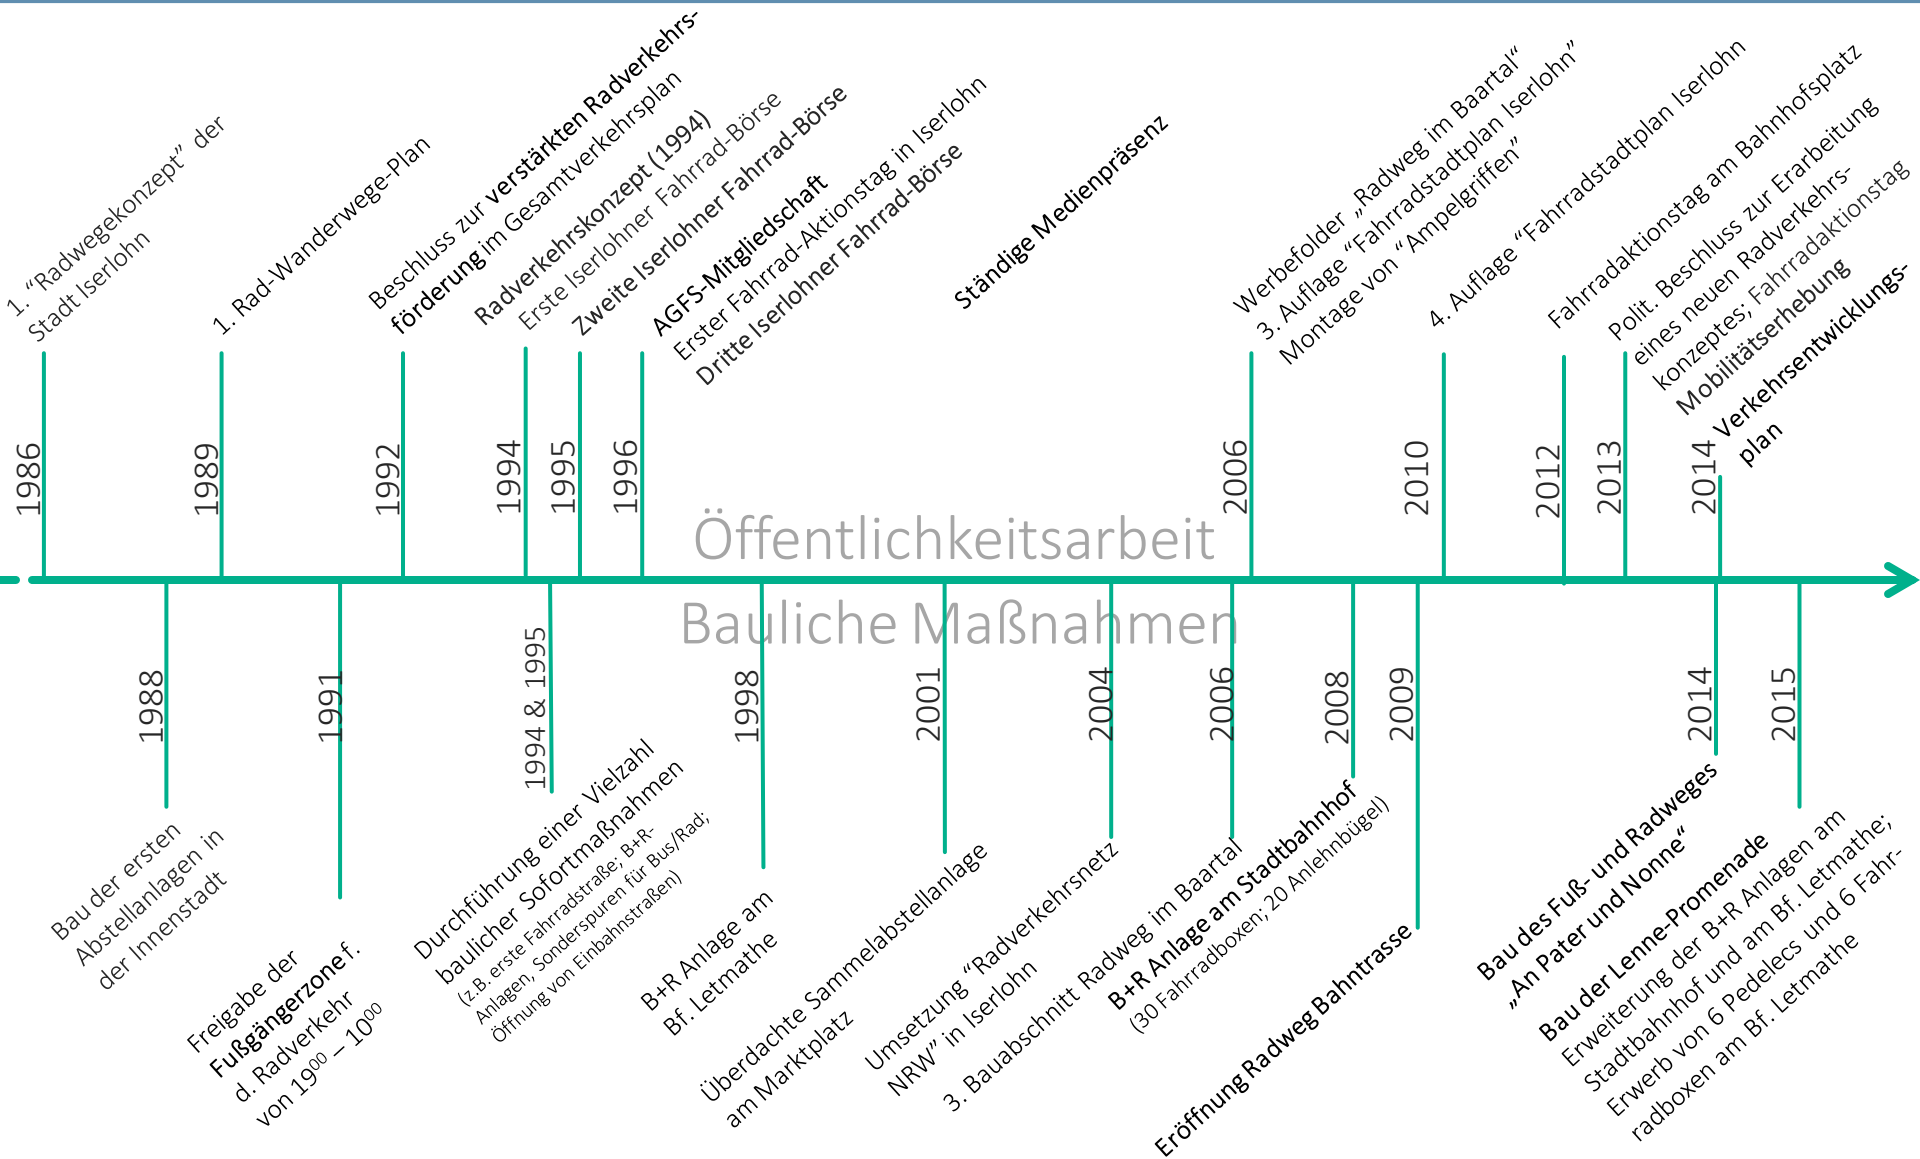 1986
1. “Radwegekonzept” der
Stadt Iserlohn
1989
1. Rad-Wanderwege-Plan
1992
Beschluss zur verstärkten Radverkehrs-
förderung im Gesamtverkehrsplan
1994
Radverkehrskonzept (1994)
Erste Iserlohner Fahrrad-Börse
1995
Zweite Iserlohner Fahrrad-Börse
1996
AGFS-Mitgliedschaft
Erster Fahrrad-Aktionstag in Iserlohn
Dritte Iserlohner Fahrrad-Börse
Ständige Medienpräsenz
2006
Werbefolder „Radweg im Baartal“
3. Auflage “Fahrradstadtplan Iserlohn”
Montage von “Ampelgriffen”
2010
4. Auflage “Fahrradstadtplan Iserlohn
2012
Fahrradaktionstag am Bahnhofsplatz
2013
Polit. Beschluss zur Erarbeitung
eines neuen Radverkehrs-
konzeptes; Fahrradaktionstag
Mobilitätserhebung
2014
Verkehrsentwicklungs-
plan
Öffentlichkeitsarbeit
Bauliche Maßnahmen
1988
Bau der ersten
Abstellanlagen in
der Innenstadt
1991
Freigabe der
Fußgängerzone f.
d. Radverkehr
von 19⁰⁰ – 10⁰⁰
1994 & 1995
Durchführung einer Vielzahl
baulicher Sofortmaßnahmen
(z.B. erste Fahrradstraße; B+R-
Anlagen, Sonderspuren für Bus/Rad;
Öffnung von Einbahnstraßen)
1998
B+R Anlage am
Bf. Letmathe
2001
Überdachte Sammelabstellanlage
am Marktplatz
2004
Umsetzung “Radverkehrsnetz
NRW” in Iserlohn
2006
3. Bauabschnitt Radweg im Baartal
2008
B+R Anlage am Stadtbahnhof
(30 Fahrradboxen; 20 Anlehnbügel)
2009
Eröffnung Radweg Bahntrasse
2014
Bau des Fuß- und Radweges
„An Pater und Nonne“
2015
Bau der Lenne-Promenade
Erweiterung der B+R Anlagen am
Stadtbahnhof und am Bf. Letmathe;
Erwerb von 6 Pedelecs und 6 Fahr-
radboxen am Bf. Letmathe